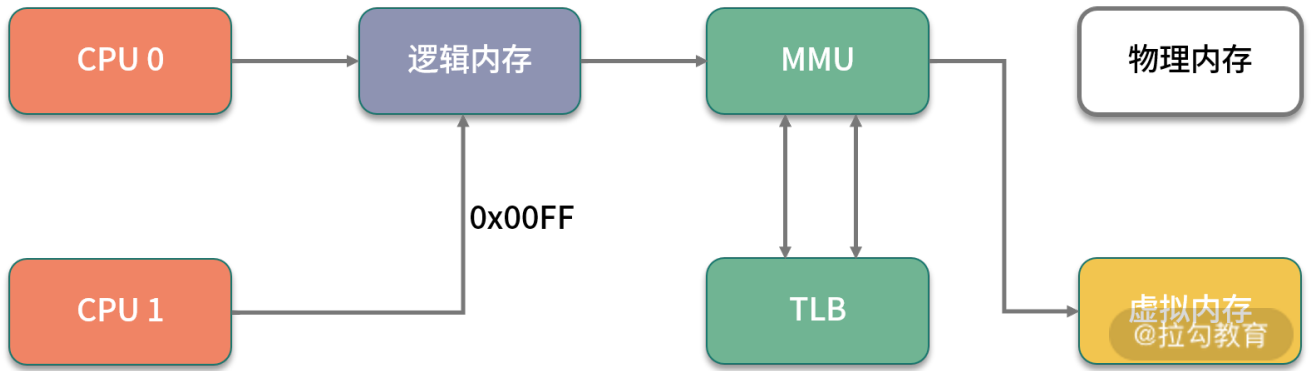 CPU 0
逻辑内存
MMU
物理内存
0x00FF
CPU 1
TLB
虚拟内存
@拉勾教育